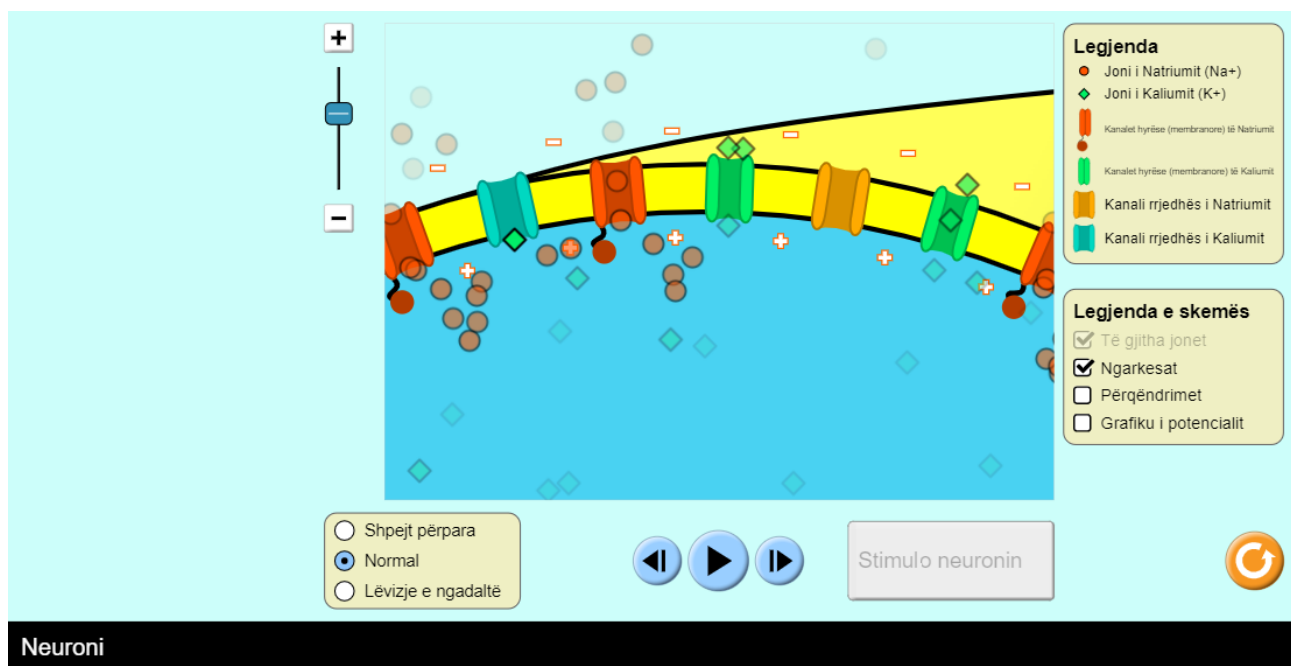 Legjenda
Joni i Natriumit (Na+)
Joni i Kaliumit (K+)
Kanalet hyrëse (membranore) të Natriumit
Kanalet hyrëse (membranore) të Kaliumit
Kanali rrjedhës i Natriumit
Kanali rrjedhës i Kaliumit
Legjenda e skemës
Të gjitha jonet
Ngarkesat
Përqëndrimet
Grafiku i potencialit
Shpejt përpara
Normal
Lëvizje e ngadaltë
Stimulo neuronin
Neuroni